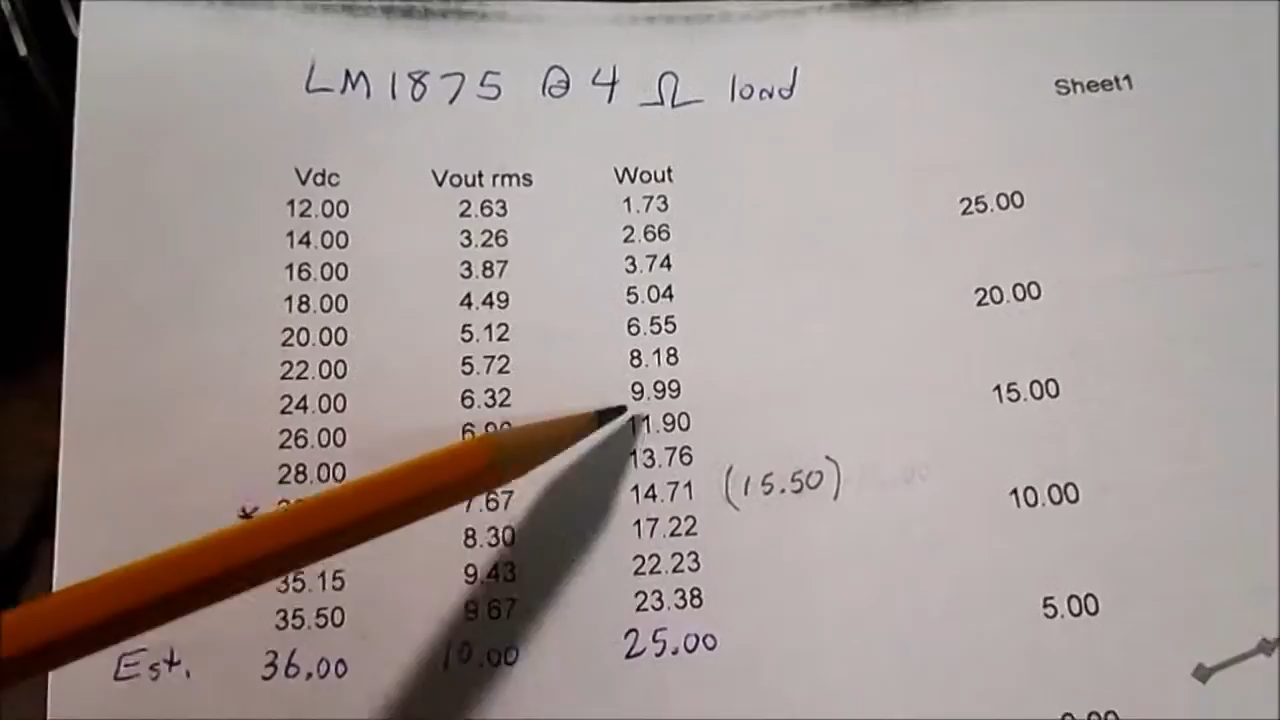 LM1875 @ 4 Ω load
Sheet1
Vdc Vout rms Wout
12.00 2.63 1.73
14.00 3.26 2.66
16.00 3.87 3.74
18.00 4.49 5.04
20.00 5.12 6.55
22.00 5.72 8.18
24.00 6.32 9.99
26.00 11.90
28.00 13.76
* 7.67 14.71 (15.50)
8.30 17.22
35.15 9.43 22.23
35.50 9.67 23.38
Est. 36.00 10.00 25.00
25.00
20.00
15.00
10.00
5.00